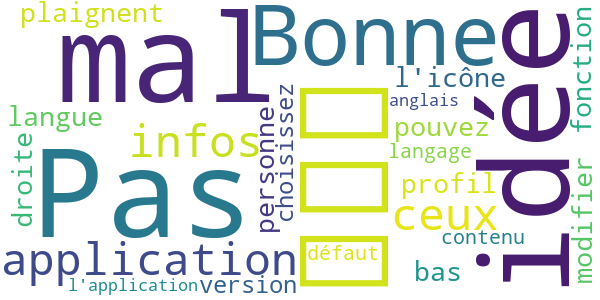 plaignent
mal
Bonne
idée
fonction
l'icône
anglais
langue
infos
personne
choisissez
pouvez
langage
droite
Pas
profil
ceux
modifier
application
défaut
contenu
bas
l'application
version